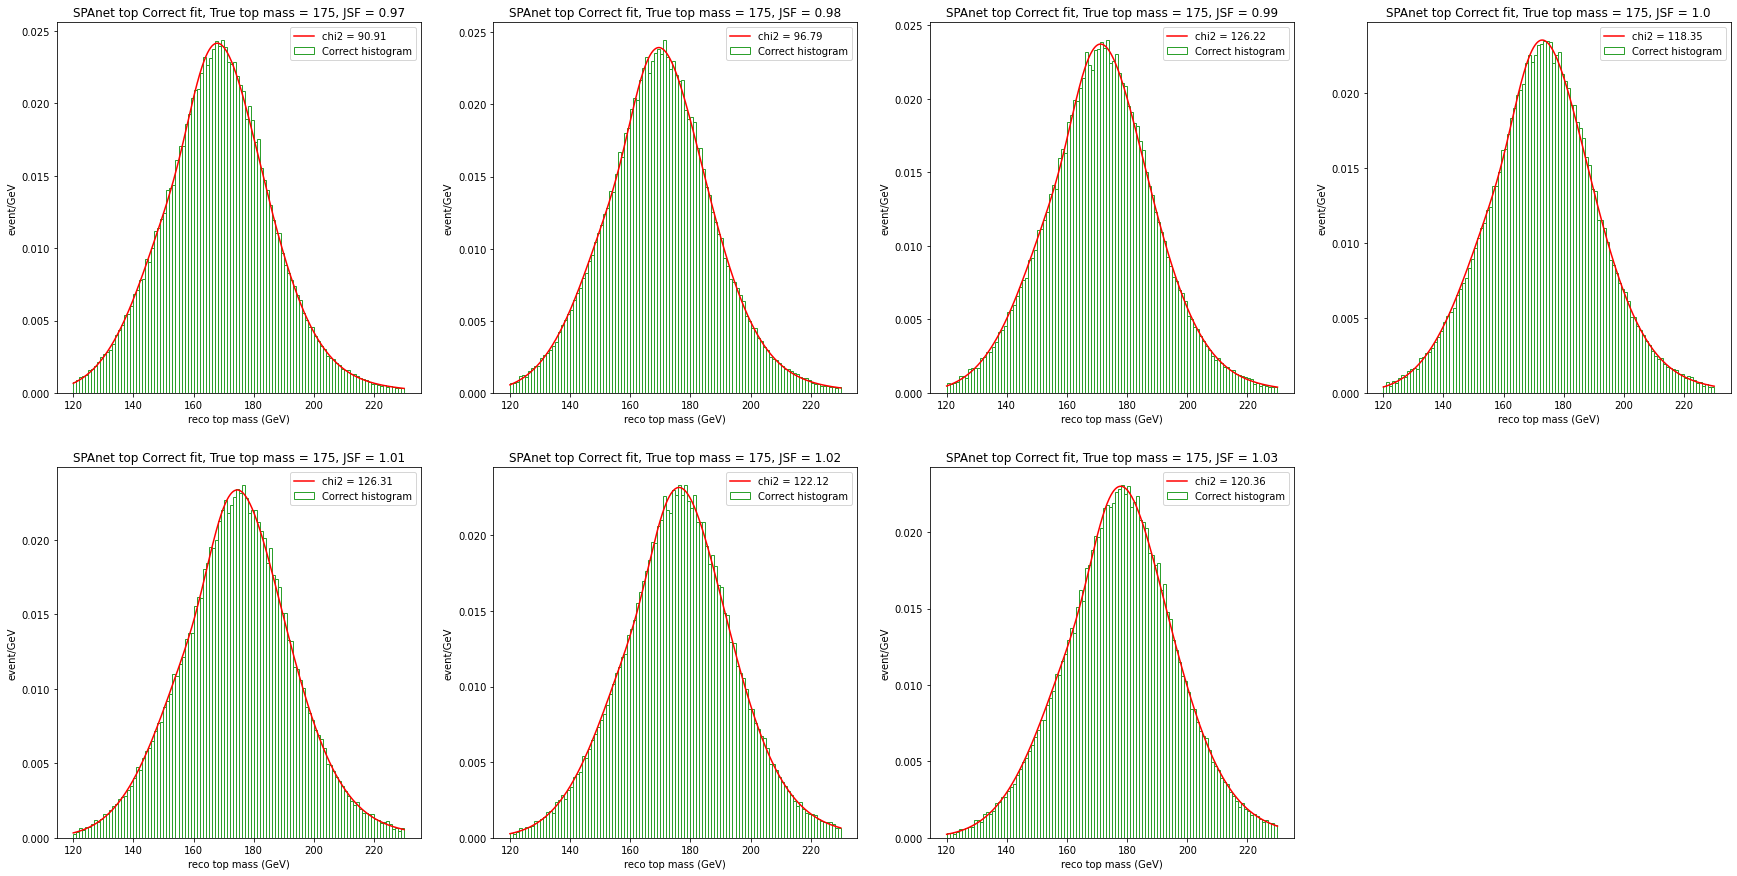 SPAnet top Correct fit, True top mass = 175, JSF = 0.97
chi2 = 90.91
Correct histogram
event/GeV
0.025
0.020
0.015
0.010
0.005
0.000
120 140 160 180 200 220
reco top mass (GeV)
SPAnet top Correct fit, True top mass = 175, JSF = 0.98
chi2 = 96.79
Correct histogram
event/GeV
0.025
0.020
0.015
0.010
0.005
0.000
120 140 160 180 200 220
reco top mass (GeV)
SPAnet top Correct fit, True top mass = 175, JSF = 0.99
chi2 = 126.22
Correct histogram
event/GeV
0.025
0.020
0.015
0.010
0.005
0.000
120 140 160 180 200 220
reco top mass (GeV)
SPAnet top Correct fit, True top mass = 175, JSF = 1.0
chi2 = 118.35
Correct histogram
event/GeV
0.020
0.015
0.010
0.005
0.000
120 140 160 180 200 220
reco top mass (GeV)
SPAnet top Correct fit, True top mass = 175, JSF = 1.01
chi2 = 126.31
Correct histogram
event/GeV
0.020
0.015
0.010
0.005
0.000
120 140 160 180 200 220
reco top mass (GeV)
SPAnet top Correct fit, True top mass = 175, JSF = 1.02
chi2 = 122.12
Correct histogram
event/GeV
0.020
0.015
0.010
0.005
0.000
120 140 160 180 200 220
reco top mass (GeV)
SPAnet top Correct fit, True top mass = 175, JSF = 1.03
chi2 = 120.36
Correct histogram
event/GeV
0.020
0.015
0.010
0.005
0.000
120 140 160 180 200 220
reco top mass (GeV)